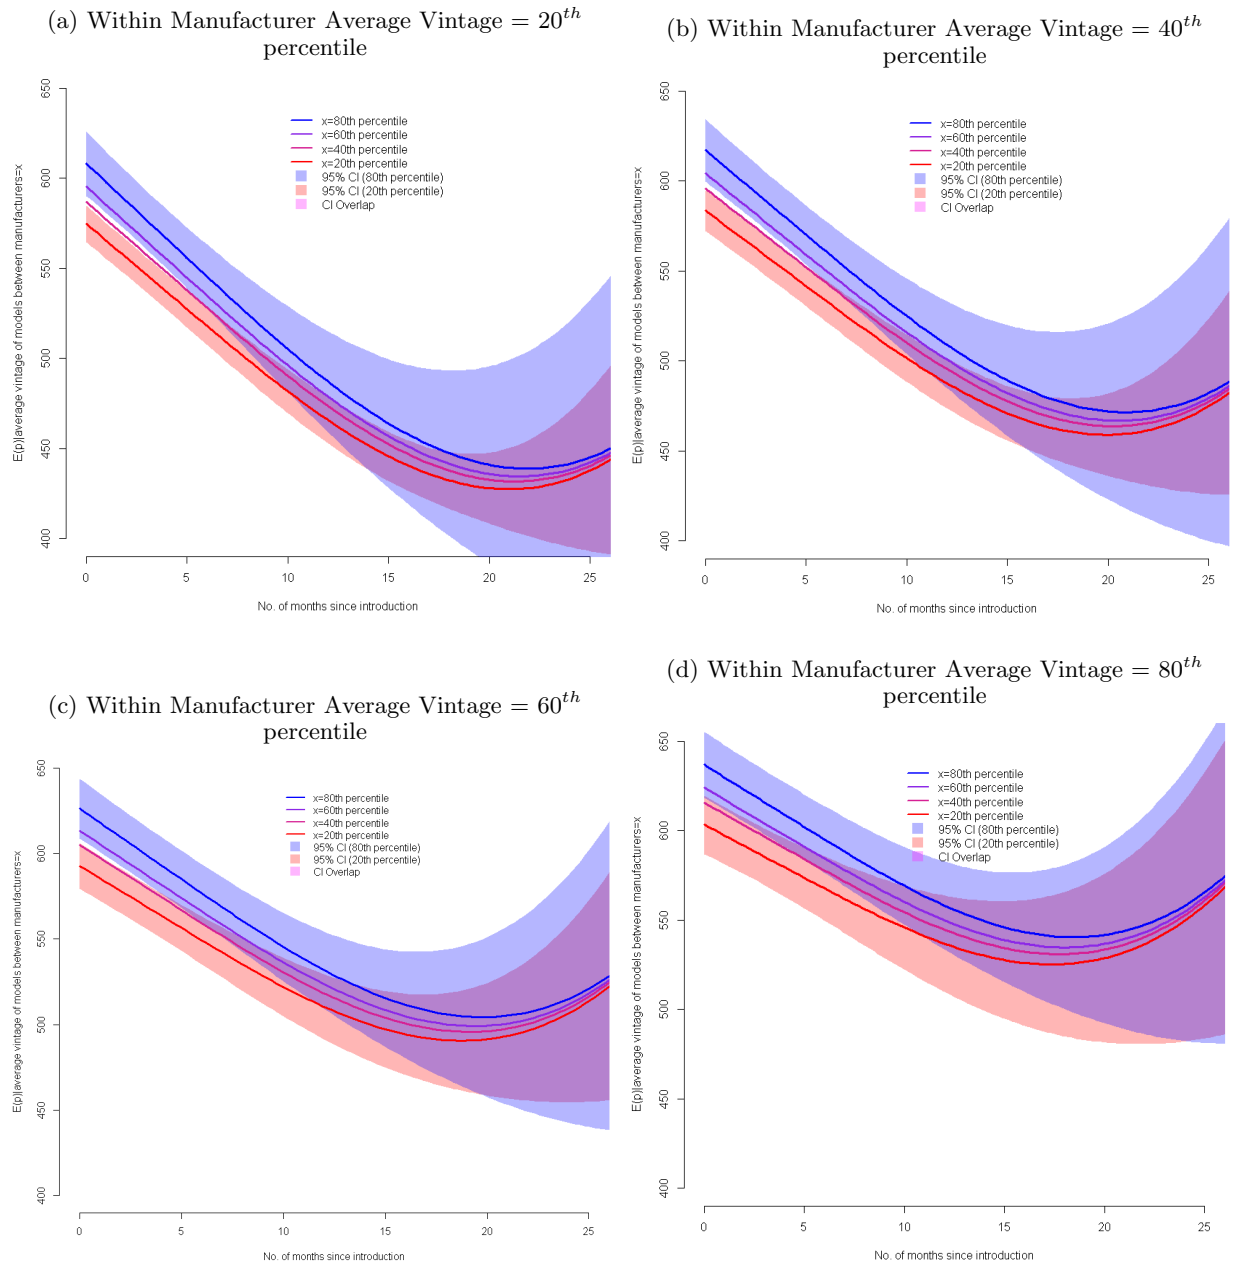 (a) Within Manufacturer Average Vintage = 20th
percentile
650
600
550
500
450
400
E(p)|average vintage of models between manufacturers=x
x=80th percentile
x=60th percentile
x=40th percentile
x=20th percentile
95% CI (80th percentile)
95% CI (20th percentile)
CI Overlap
0 5 10 15 20 25
No. of months since introduction
(b) Within Manufacturer Average Vintage = 40th
percentile
650
600
550
500
450
400
E(p)|average vintage of models between manufacturers=x
x=80th percentile
x=60th percentile
x=40th percentile
x=20th percentile
95% CI (80th percentile)
95% CI (20th percentile)
CI Overlap
0 5 10 15 20 25
No. of months since introduction
(c) Within Manufacturer Average Vintage = 60th
percentile
650
600
550
500
450
400
E(p)|average vintage of models between manufacturers=x
x=80th percentile
x=60th percentile
x=40th percentile
x=20th percentile
95% CI (80th percentile)
95% CI (20th percentile)
CI Overlap
0 5 10 15 20 25
No. of months since introduction
(d) Within Manufacturer Average Vintage = 80th
percentile
650
600
550
500
450
400
E(p)|average vintage of models between manufacturers=x
x=80th percentile
x=60th percentile
x=40th percentile
x=20th percentile
95% CI (80th percentile)
95% CI (20th percentile)
CI Overlap
0 5 10 15 20 25
No. of months since introduction